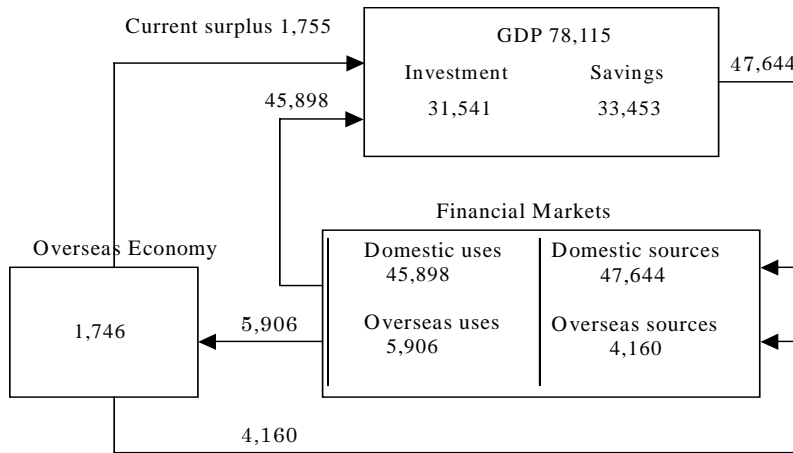 Current surplus 1,755
GDP 78,115
Investment Savings
47,644
31,541 33,453
45,898
Financial Markets
Overseas Economy
Domestic uses
45,898
Domestic sources
47,644
1,746
5,906
Overseas uses
5,906
Overseas sources
4,160
4,160